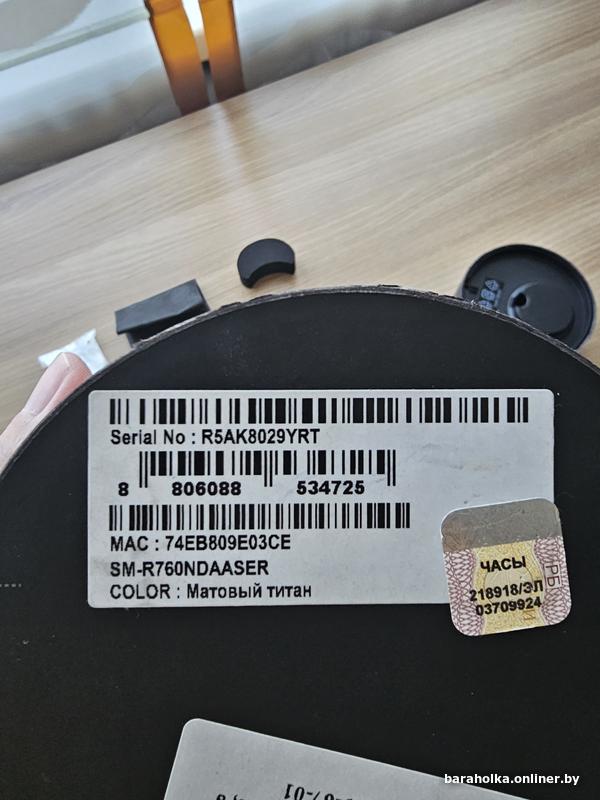 Serial No : R5AK8029YRT
8 806088 534725
MAC : 74EB809E03CE
SM-R760NDAASER
COLOR : Матовый титан
ЧАСЫ
218918/ЭЛ
03709924
РБ
baraholka.onliner.by